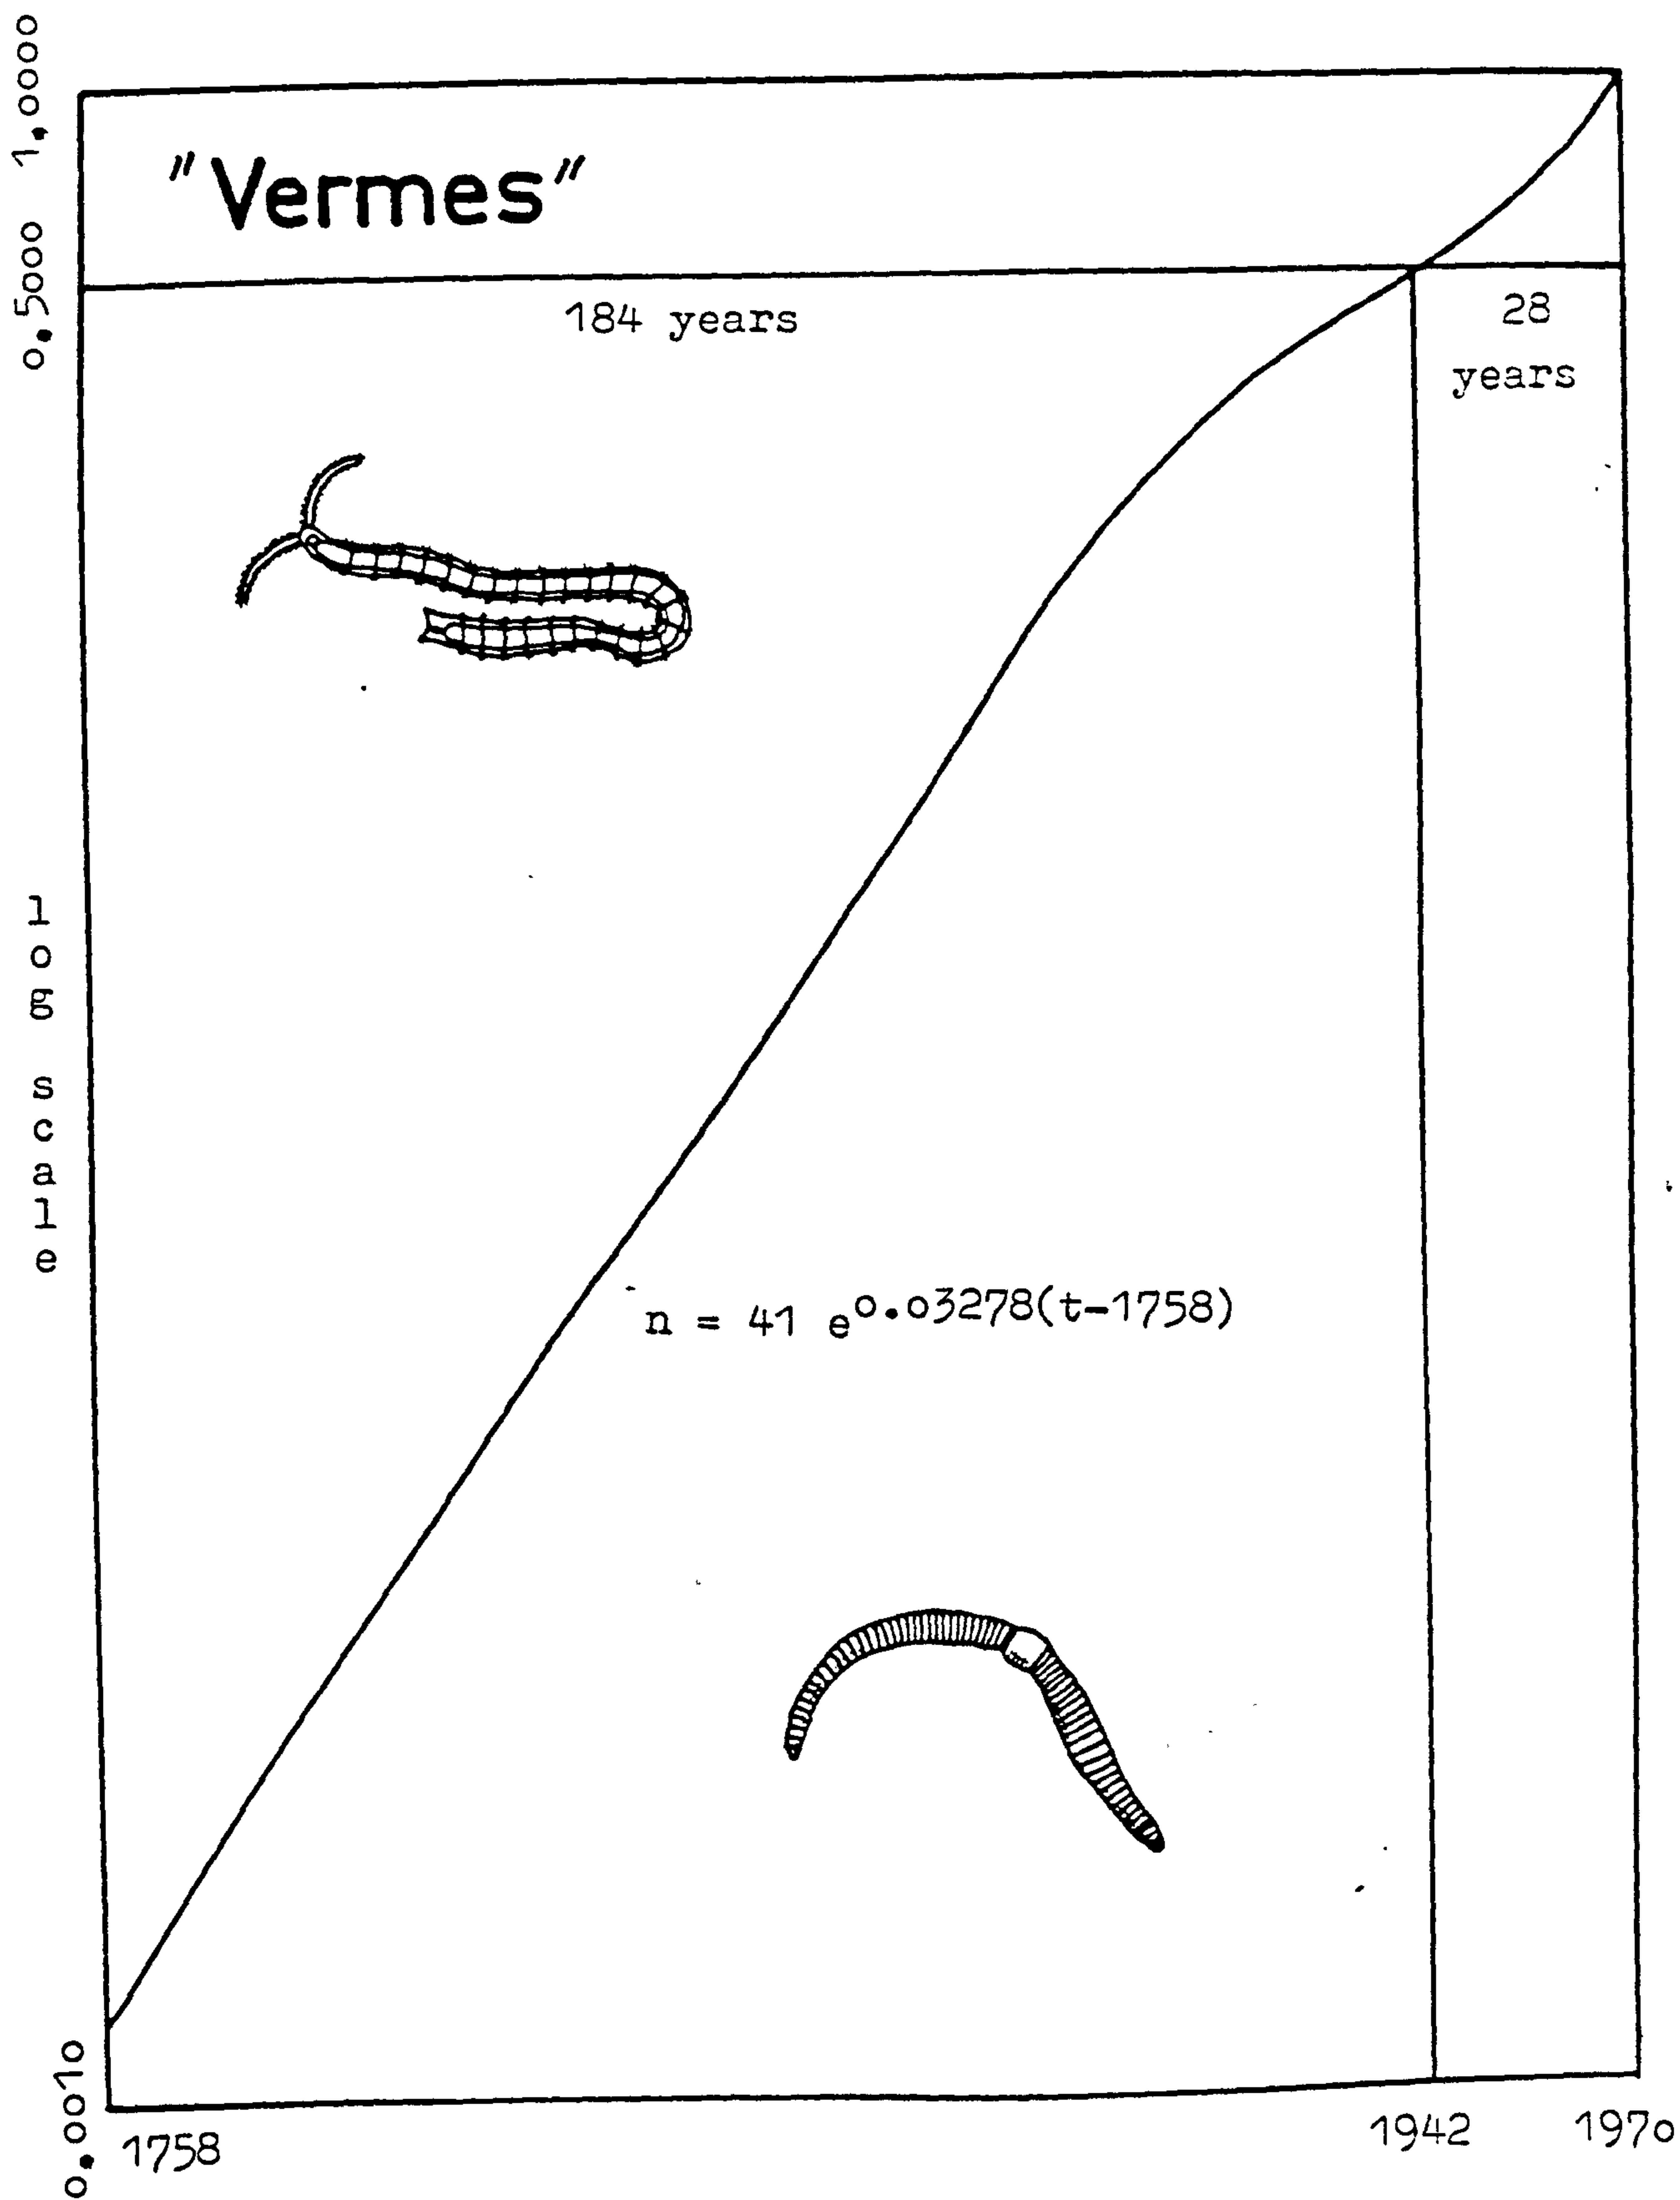 1,0000
"Vermes"
0.5000
184 years
28
years
log scale
n = 41 e0.03278(t-1758)
0.0010
1758
1942
1970